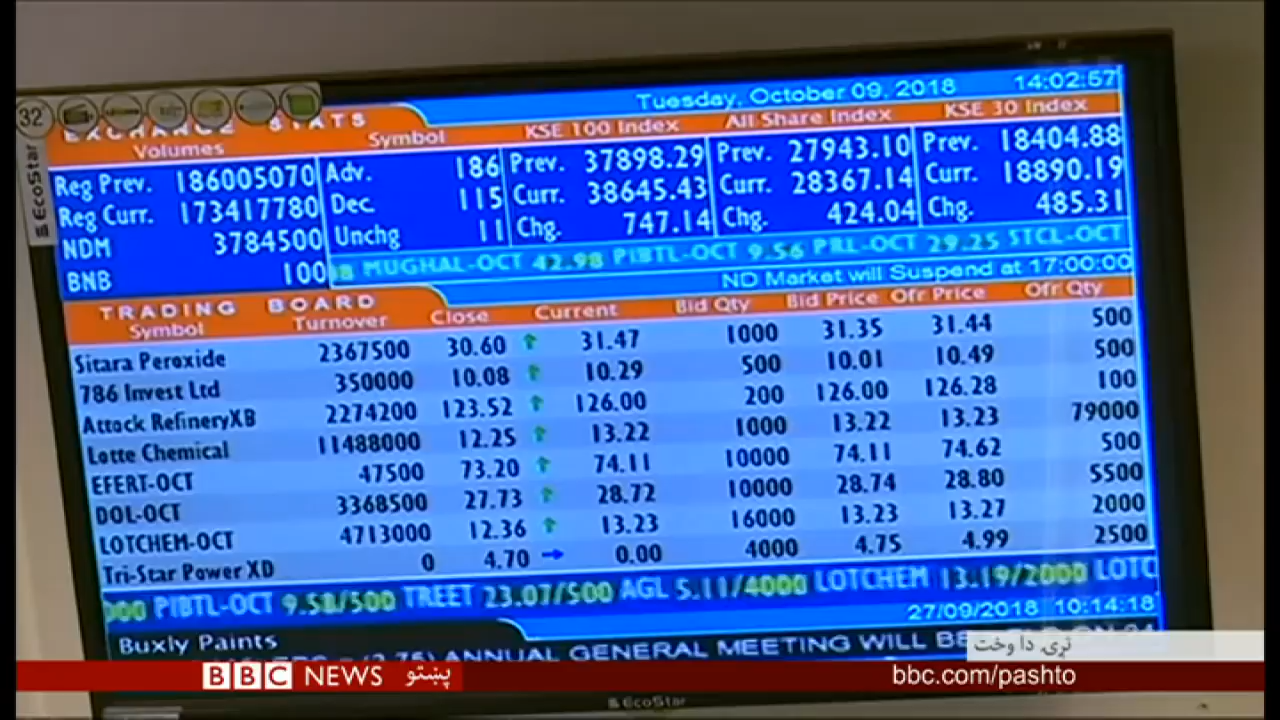 Tuesday, October 09, 2018 14:02:57
32
EXCHANGE STATS
Volumes Symbol KSE 100 Index All Share Index KSE 30 Index
Reg Prev. 186005070 Adv. 186 Prev. 37898.29 Prev. 27943.10 Prev. 18404.88
Reg Curr. 173417780 Dec. 115 Curr. 38645.43 Curr. 28367.14 Curr. 18890.19
NDM 3784500 Unchg 11 Chg. 747.14 Chg. 424.04 Chg. 485.31
BNB 100
MUGHAL-OCT 42.98 PIBTL-OCT 9.56 PRL-OCT 29.25 STCL-OCT
ND Market will Suspend at 17:00:00
TRADING BOARD
Symbol Turnover Close Current Bid Qty Bid Price Ofr Price Ofr Qty
Sitara Peroxide 2367500 30.60 31.47 1000 31.35 31.44 500
786 Invest Ltd 350000 10.08 10.29 500 10.01 10.49 500
Attock RefineryXB 2274200 123.52 126.00 200 126.00 126.28 100
Lotte Chemical 11488000 12.25 13.22 1000 13.22 13.23 79000
EFERT-OCT 47500 73.20 74.11 10000 74.11 74.62 500
DOL-OCT 3368500 27.73 28.72 10000 28.74 28.80 5500
LOTCHEM-OCT 4713000 12.36 13.23 16000 13.23 13.27 2000
Tri-Star Power XD 0 4.70 0.00 4000 4.75 4.99 2500
000 PIBTL-OCT 9.58/500 TREET 23.07/500 AGL 5.11/4000 LOTCHEM 13.19/2000 LOTC
27/09/2018 10:14:18
Buxly Paints
ANNUAL GENERAL MEETING WILL BE
نړۍ دا وخت
BBC NEWS پښتو bbc.com/pashto
EcoStar
EcoStar